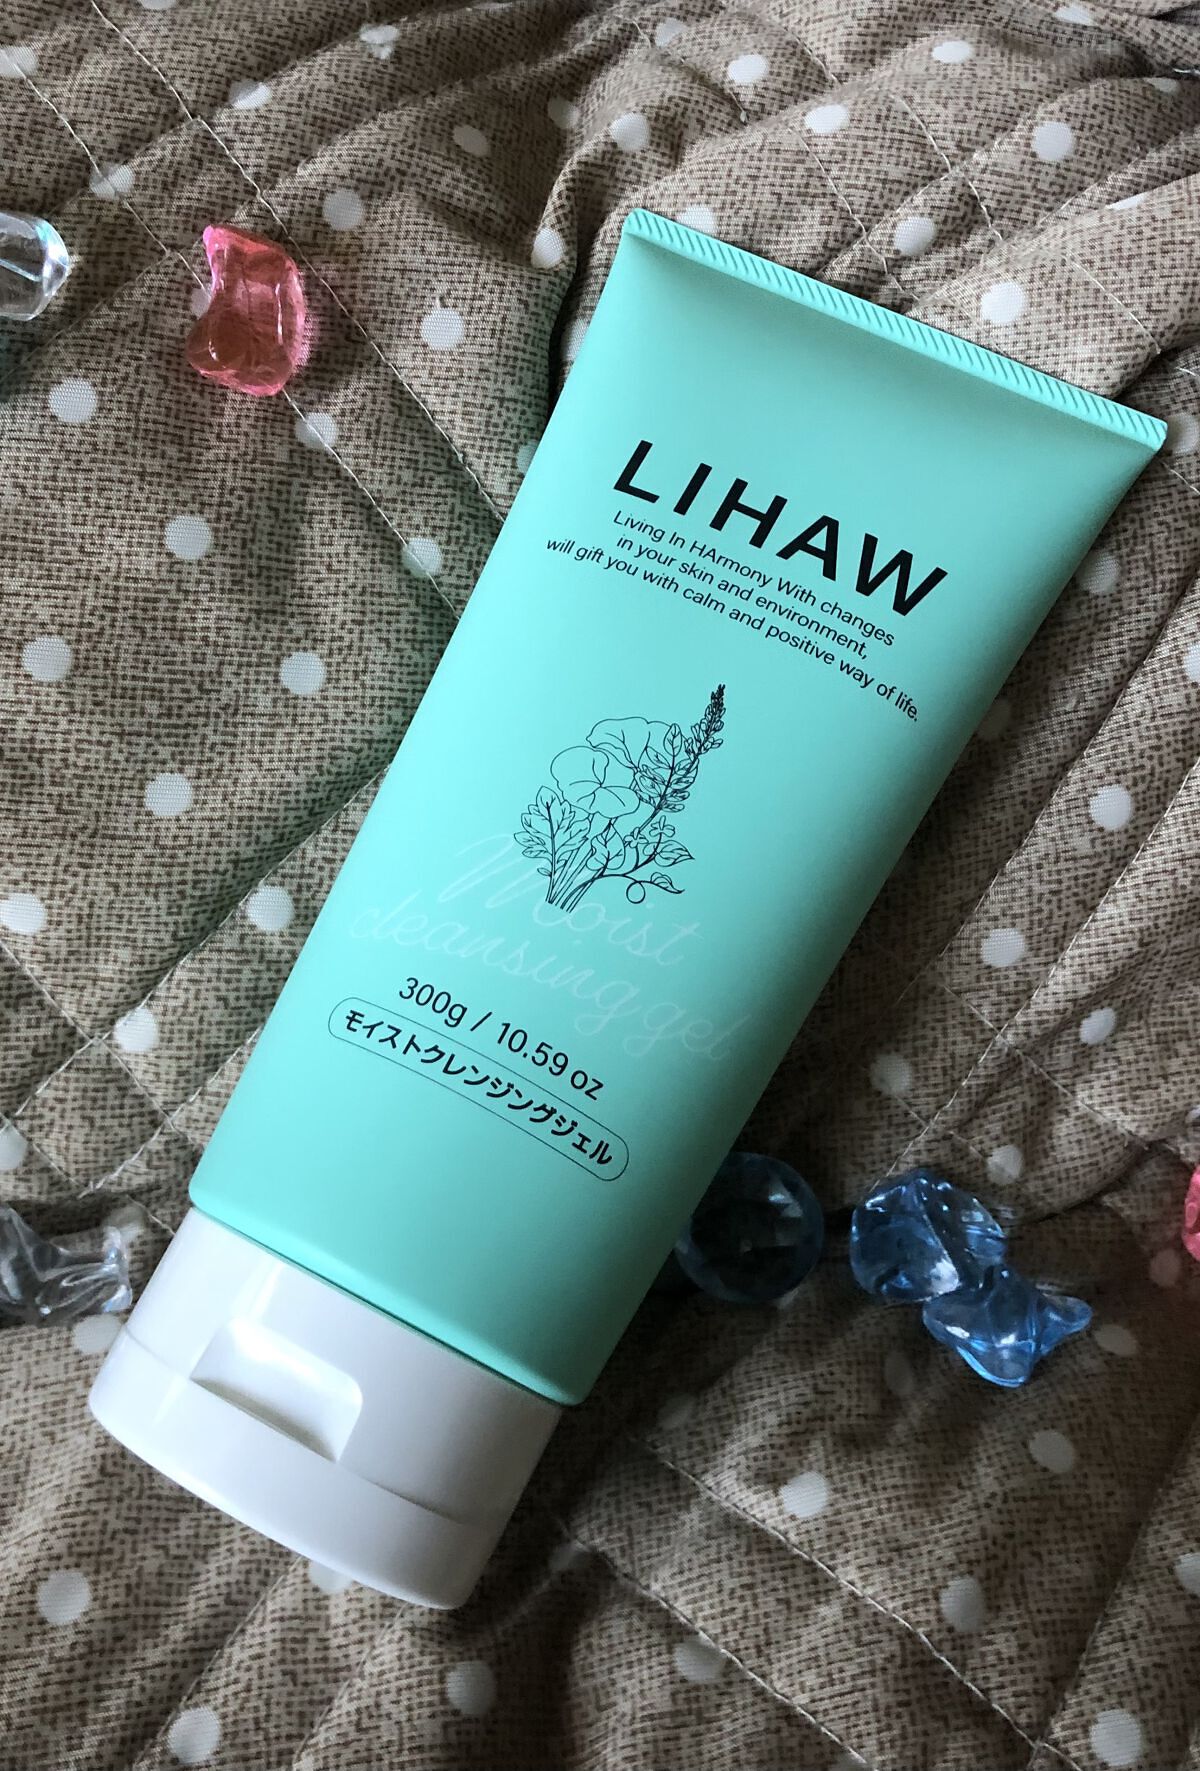 LIHAW
Living In HArmony With changes
in your skin and environment,
will gift you with calm and positive way of life.
Moist
cleansing gel
300g / 10.59 oz
モイストクレンジングジェル